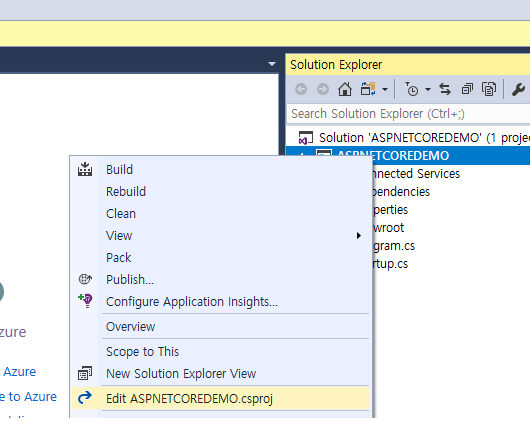 Solution Explorer
Search Solution Explorer (Ctrl+;)
Solution 'ASPNETCOREDEMO' (1 proje
ASPNETCOREDEMO
nnected Services
pendencies
perties
wroot
gram.cs
rtup.cs
Build
Rebuild
Clean
View
Pack
Publish...
Configure Application Insights...
Overview
Scope to This
New Solution Explorer View
Edit ASPNETCOREDEMO.csproj
zure
Azure
e to Azure